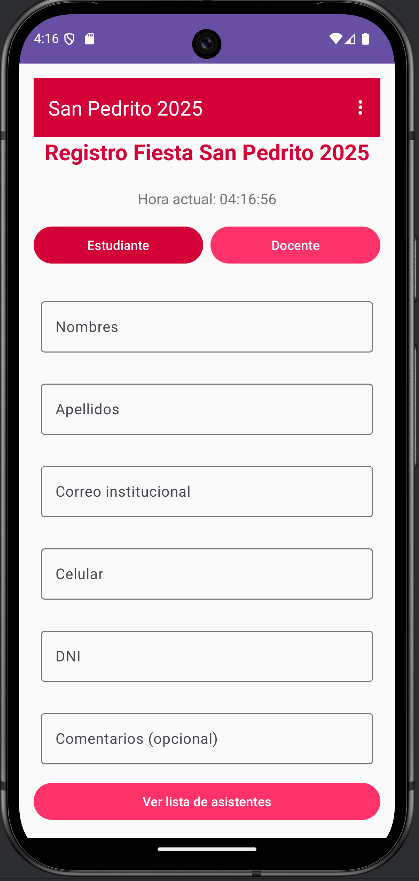 4:16
San Pedrito 2025
Registro Fiesta San Pedrito 2025
Hora actual: 04:16:56
Estudiante
Docente
Nombres
Apellidos
Correo institucional
Celular
DNI
Comentarios (opcional)
Ver lista de asistentes